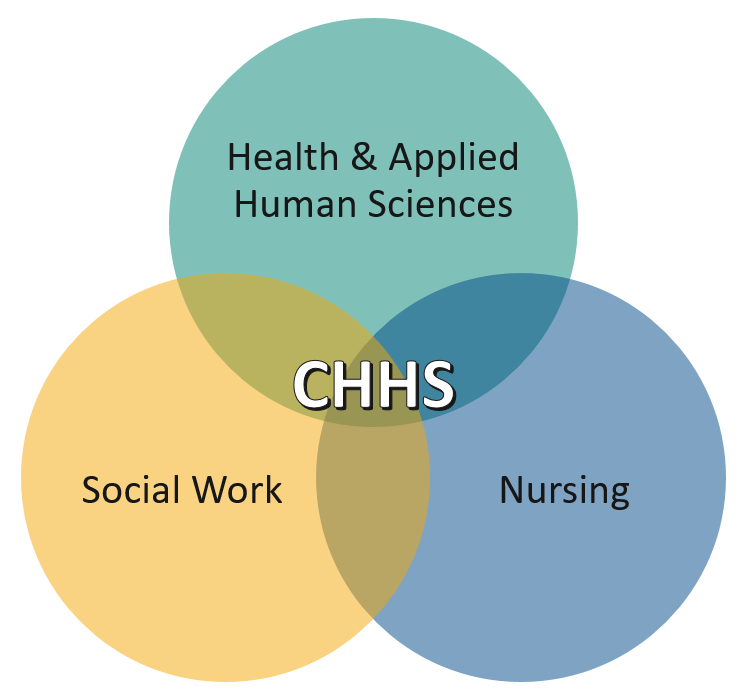 Health & Applied
Human Sciences
CHHS
Social Work
Nursing